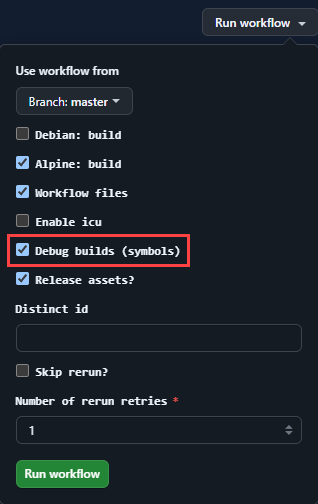 Run workflow
Use workflow from
Branch: master
Debian: build
Alpine: build
Workflow files
Enable icu
Debug builds (symbols)
Release assets?
Distinct id
Skip rerun?
Number of rerun retries *
1
Run workflow